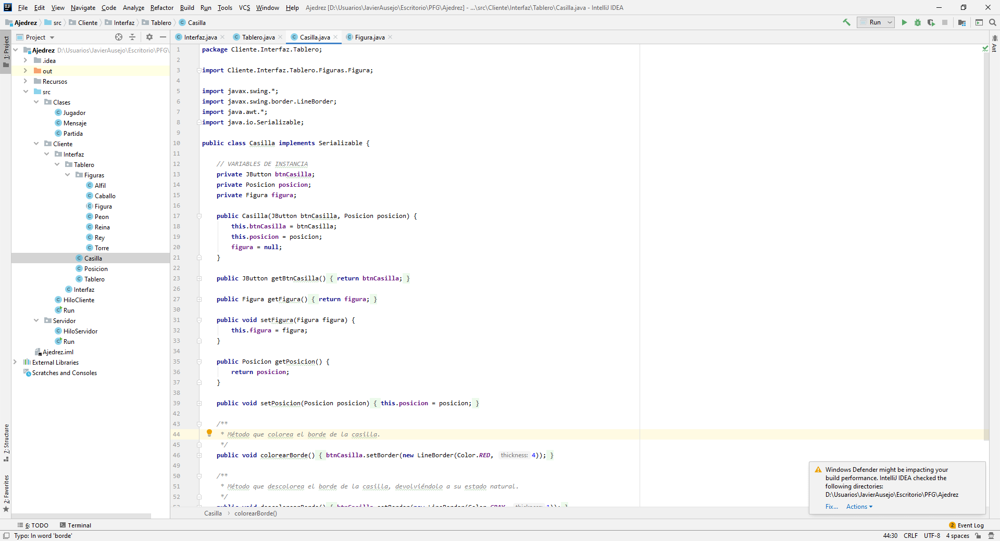 File Edit View Navigate Code Analyze Refactor Build Run Tools VCS Window Help Ajedrez [D:\Usuarios\JavierAusejo\Escritorio\PFG\Ajedrez] - ...\src\Cliente\Interfaz\Tablero\Casilla.java - IntelliJ IDEA
Ajedrez src Cliente Interfaz Tablero Casilla Run
1: Project
7: Structure
2: Favorites
Project
Ajedrez D:\Usuarios\JavierAusejo\Escritorio\PFG\
.idea
out
Recursos
src
Clases
Jugador
Mensaje
Partida
Cliente
Interfaz
Tablero
Figuras
Alfil
Caballo
Figura
Peon
Reina
Rey
Torre
Casilla
Posicion
Tablero
Interfaz
HiloCliente
Run
Servidor
HiloServidor
Run
Ajedrez.iml
External Libraries
Scratches and Consoles
Interfaz.java Tablero.java Casilla.java Figura.java
1 package Cliente.Interfaz.Tablero;
2
3 import Cliente.Interfaz.Tablero.Figuras.Figura;
4
5 import javax.swing.*;
6 import javax.swing.border.LineBorder;
7 import java.awt.*;
8 import java.io.Serializable;
9
10 public class Casilla implements Serializable {
11
12 // VARIABLES DE INSTANCIA
13 private JButton btnCasilla;
14 private Posicion posicion;
15 private Figura figura;
16
17 public Casilla(JButton btnCasilla, Posicion posicion) {
18 this.btnCasilla = btnCasilla;
19 this.posicion = posicion;
20 figura = null;
21 }
22
23 public JButton getBtnCasilla() { return btnCasilla; }
26
27 public Figura getFigura() { return figura; }
30
31 public void setFigura(Figura figura) {
32 this.figura = figura;
33 }
34
35 public Posicion getPosicion() {
36 return posicion;
37 }
38
39 public void setPosicion(Posicion posicion) { this.posicion = posicion; }
42
43 /**
44 * Método que colorea el borde de la casilla.
45 */
46 public void colorearBorde() { btnCasilla.setBorder(new LineBorder(Color.RED, thickness: 4)); }
49
50 /**
51 * Método que descolorea el borde de la casilla, devolviéndolo a su estado natural.
52 */
53 public void descolorearBorde() { btnCasilla.setBorder(new LineBorder(Color.GRAY, thickness: 1)); }
Casilla colorearBorde()
Ant
Windows Defender might be impacting your
build performance. IntelliJ IDEA checked the
following directories:
D:\Usuarios\JavierAusejo\Escritorio\PFG\Ajedrez
Fix... Actions
6: TODO Terminal 2 Event Log
Typo: In word 'borde' 44:30 CRLF UTF-8 4 spaces